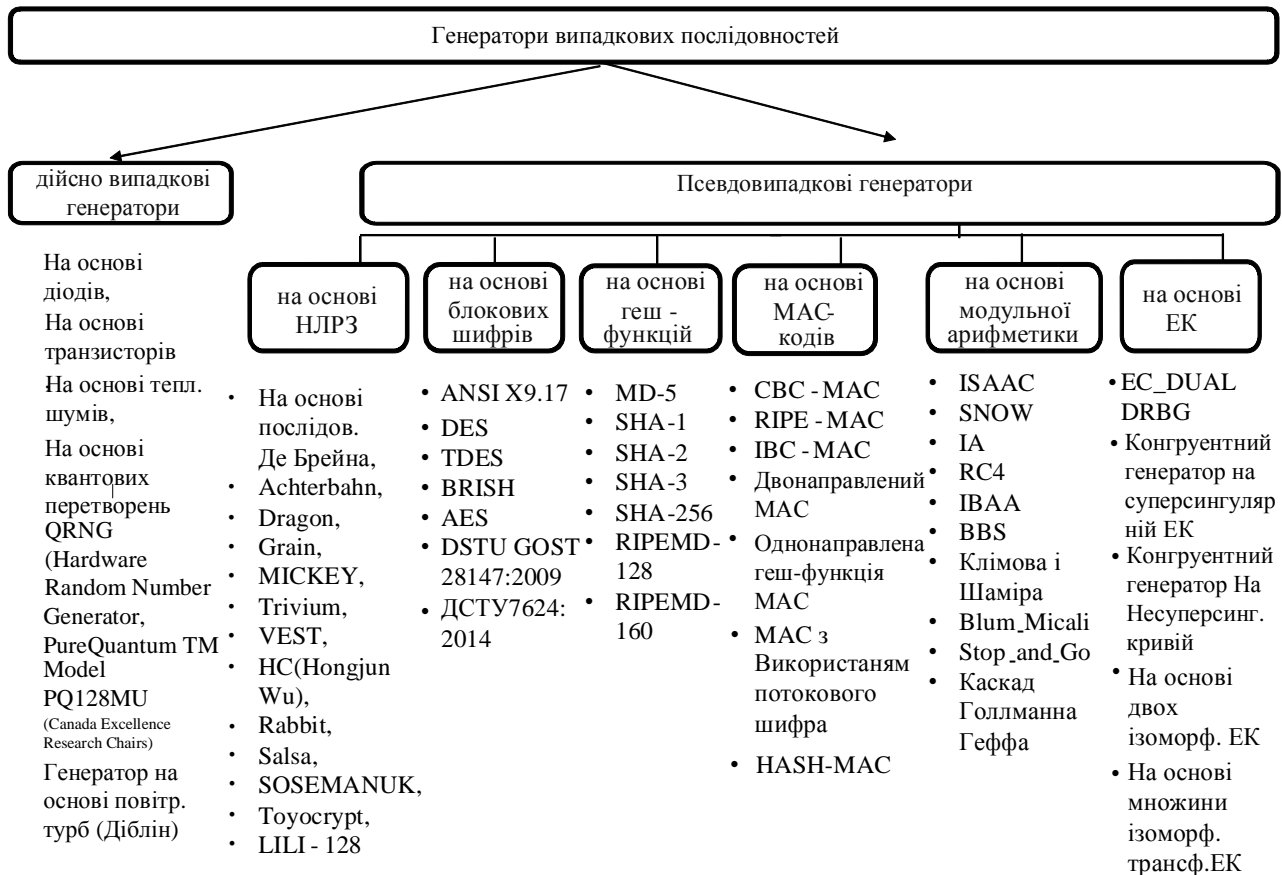 Генератори випадкових послідовностей
дійсно випадкові
генератори
Псевдовипадкові генератори
На основі
діодів,
На основі
транзисторів
На основі тепл.
шумів,
На основі
квантових
перетворень
QRNG
(Hardware
Random Number
Generator,
PureQuantum TM
Model
PQ128MU
(Canada Excellence
Research Chairs)
Генератор на
основі повітр.
турб (Діблін)
на основі
НЛРЗ
• На основі
послідов.
Де Брейна,
• Achterbahn,
• Dragon,
• Grain,
• MICKEY,
• Trivium,
• VEST,
• HC(Hongjun
Wu),
• Rabbit,
• Salsa,
• SOSEMANUK,
• Toyocrypt,
• LILI - 128
на основі
блокових
шифрів
• ANSI X9.17
• DES
• TDES
• BRISH
• AES
• DSTU GOST
28147:2009
• ДСТУ7624:
2014
на основі
геш -
функцій
• MD-5
• SHA-1
• SHA-2
• SHA-3
• SHA-256
• RIPEMD-
128
• RIPEMD-
160
на основі
МАС-
кодів
• CBC - MAC
• RIPE - MAC
• IBC - MAC
• Двонаправлений
МАС
• Однонаправлена
геш-функція
МАС
• МАС з
Використаням
потокового
шифра
• HASH-MAC
на основі
модульної
арифметики
• ISAAC
• SNOW
• IA
• RC4
• IBAA
• BBS
• Клімова і
Шаміра
• Blum_Micali
• Stop_and_Go
• Каскад
Голлманна
Геффа
на основі
ЕК
• EC_DUAL
DRBG
• Конгруентний
генератор на
суперсингуляр
ній ЕК
• Конгруентний
генератор На
Несуперсинг.
кривій
• На основі
двох
ізоморф. ЕК
• На основі
множини
ізоморф.
трансф.ЕК